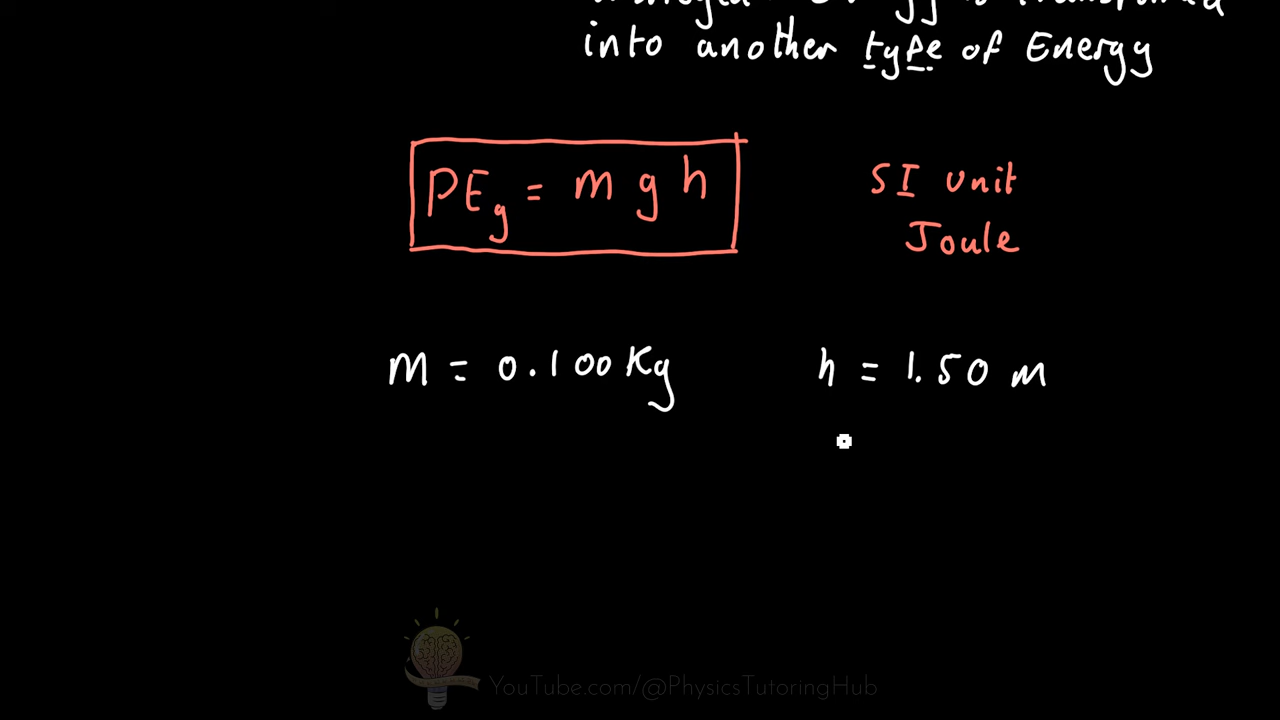 into another type of Energy
PEg = m g h
SI Unit
Joule
m = 0.100 Kg
h = 1.50 m
YouTube.com/@PhysicsTutoringHub